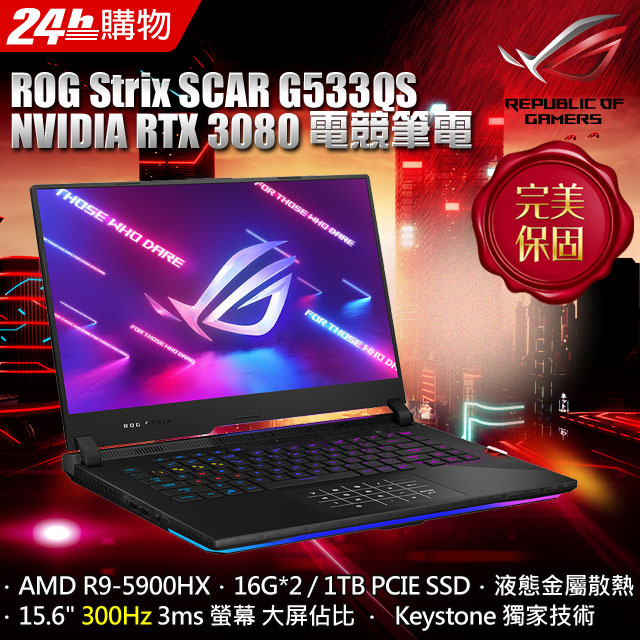 24h購物
ROG Strix SCAR G533QS
NVIDIA RTX 3080 電競筆電
REPUBLIC OF
GAMERS
完美
保固
THOSE WHO DARE
FOR THOSE WHO DARE
FOR THOSE WHO DARE
FOR THOSE WHO DARE
ROG STRIX
· AMD R9-5900HX · 16G*2 / 1TB PCIE SSD · 液態金屬散熱
· 15.6" 300Hz 3ms 螢幕 大屏佔比 · Keystone 獨家技術